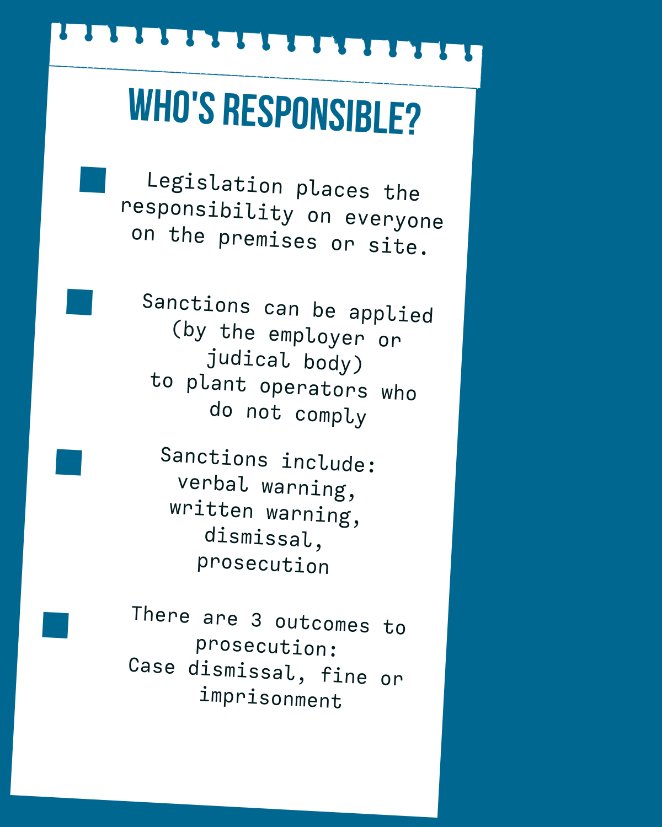 WHO'S RESPONSIBLE?
Legislation places the
responsibility on everyone
on the premises or site.
Sanctions can be applied
(by the employer or
judical body)
to plant operators who
do not comply
Sanctions include:
verbal warning,
written warning,
dismissal,
prosecution
There are 3 outcomes to
prosecution:
Case dismissal, fine or
imprisonment